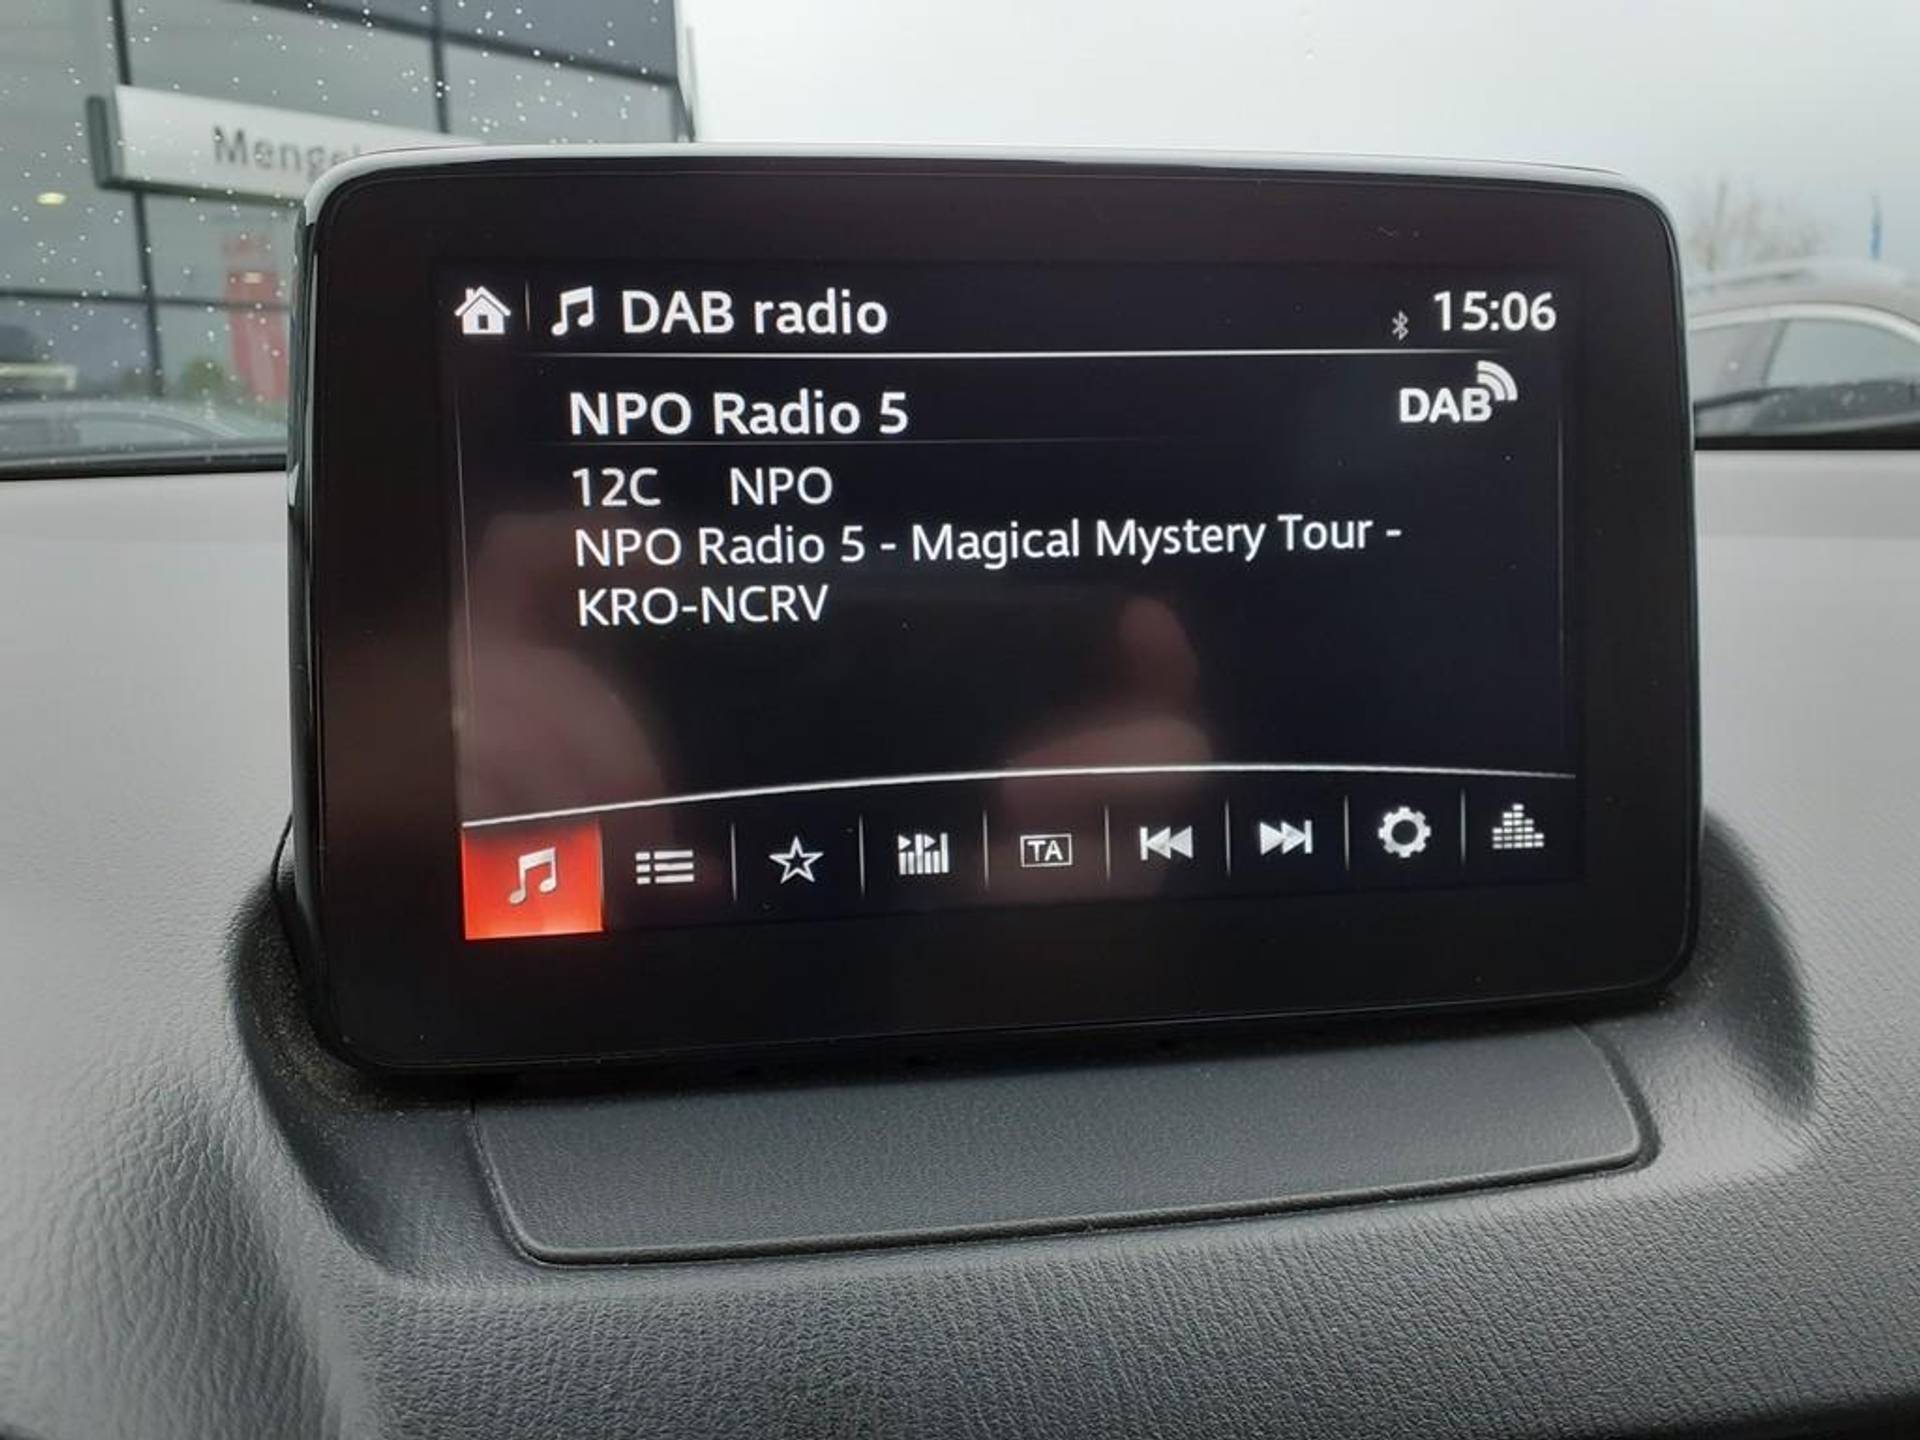 DAB radio
15:06
NPO Radio 5
DAB
12C NPO
NPO Radio 5 - Magical Mystery Tour -
KRO-NCRV
TA